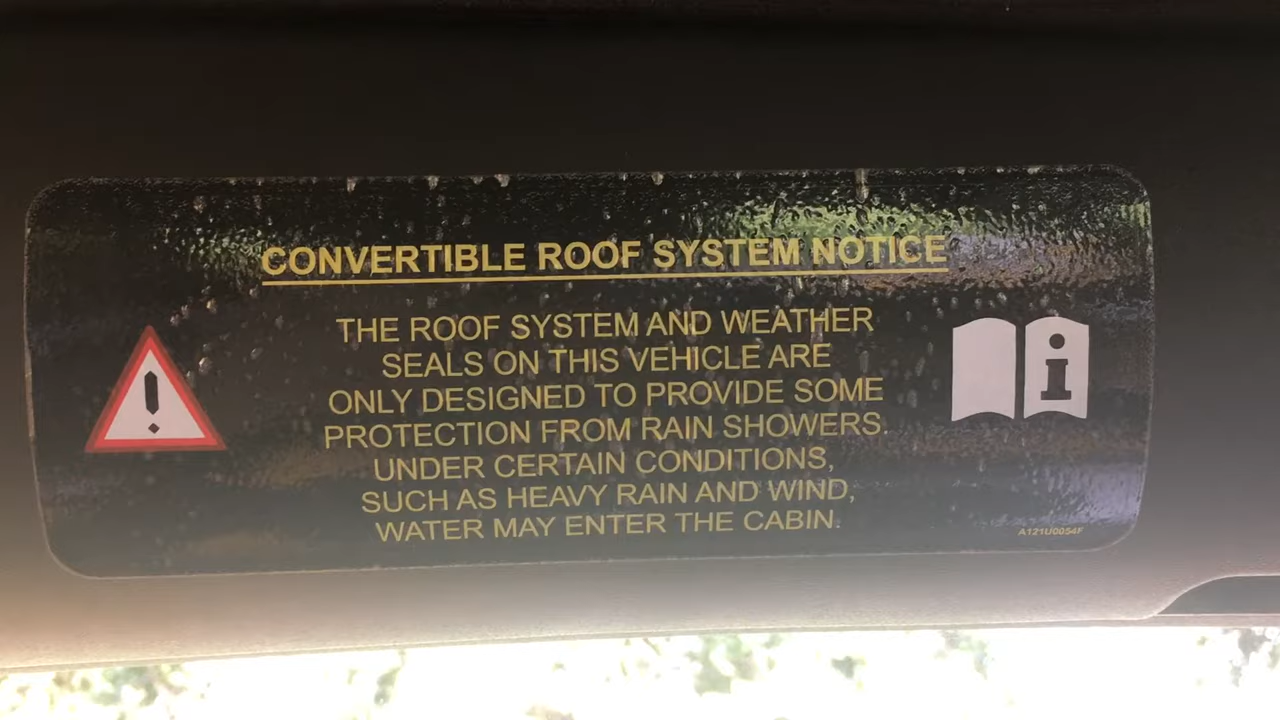 CONVERTIBLE ROOF SYSTEM NOTICE
THE ROOF SYSTEM AND WEATHER
SEALS ON THIS VEHICLE ARE
ONLY DESIGNED TO PROVIDE SOME
PROTECTION FROM RAIN SHOWERS.
UNDER CERTAIN CONDITIONS,
SUCH AS HEAVY RAIN AND WIND,
WATER MAY ENTER THE CABIN.
A121U0054F